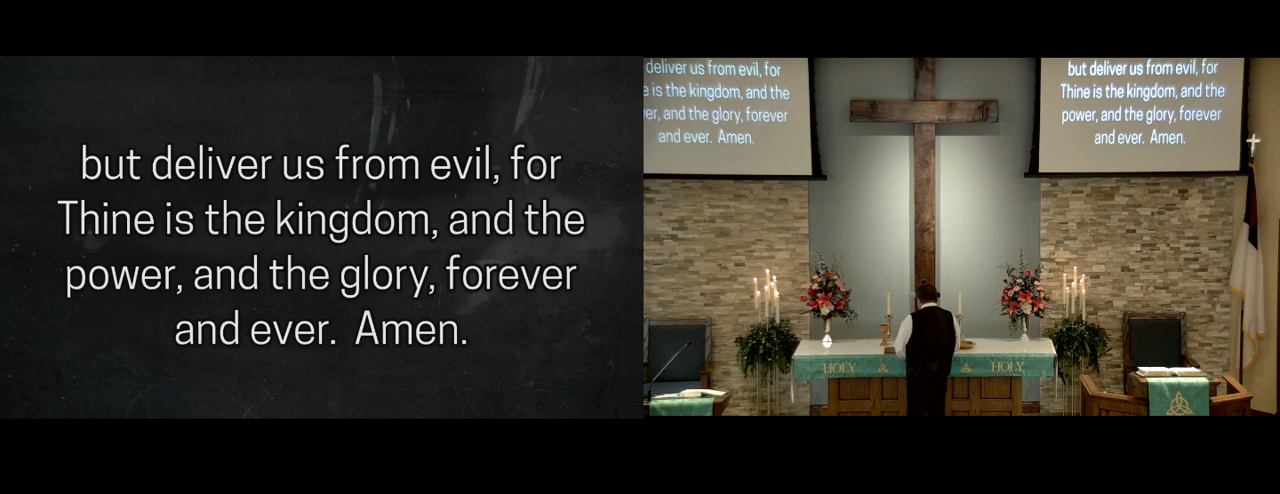 but deliver us from evil, for
Thine is the kingdom, and the
power, and the glory, forever
and ever.  Amen.
deliver us from evil, for
is the kingdom, and the
and the glory, forever
and ever.  Amen.
but deliver us from evil, for
Thine is the kingdom, and the
power, and the glory, forever
and ever.  Amen.
HOLY HOLY